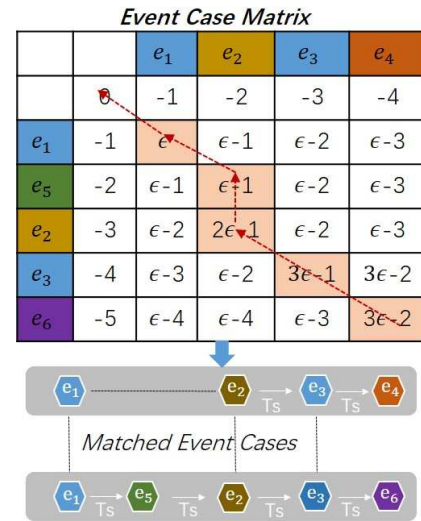 Event Case Matrix
e₁ e₂ e₃ e₄
0 -1 -2 -3 -4
e₁ -1 ϵ ϵ-1 ϵ-2 ϵ-3
e₅ -2 ϵ-1 ϵ-1 ϵ-2 ϵ-3
e₂ -3 ϵ-2 2ϵ-1 ϵ-2 ϵ-3
e₃ -4 ϵ-3 ϵ-2 3ϵ-1 3ϵ-2
e₆ -5 ϵ-4 ϵ-4 ϵ-3 3ϵ-2
e₁ e₂ e₃ e₄
Ts Ts
Matched Event Cases
e₁ e₅ e₂ e₃ e₆
Ts Ts Ts Ts